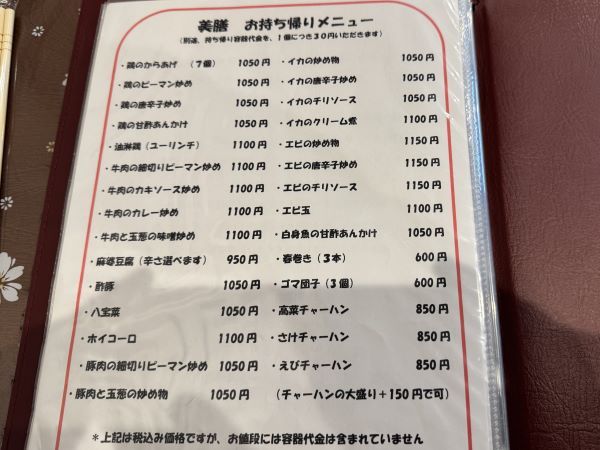 美膳 お持ち帰りメニュー
(別途、持ち帰り容器代金を、1個につき30円いただきます)
・鶏のからあげ (7個) 1050円 ・イカの炒め物 1050円
・鶏のピーマン炒め 1050円 ・イカの唐辛子炒め 1050円
・鶏の唐辛子炒め 1050円 ・イカのチリソース 1050円
・鶏の甘酢あんかけ 1050円 ・イカのクリーム煮 1100円
・油淋鶏(ユーリンチ) 1100円 ・エビの炒め物 1150円
・牛肉の細切りピーマン炒め 1100円 ・エビの唐辛子炒め 1150円
・牛肉のカキソース炒め 1100円 ・エビのチリソース 1150円
・牛肉のカレー炒め 1100円 ・エビ玉 1100円
・牛肉と玉葱の味噌炒め 1100円 ・白身魚の甘酢あんかけ 1050円
・麻婆豆腐(辛さ選べます) 950円 ・春巻き(3本) 600円
・酢豚 1050円 ・ゴマ団子(3個) 600円
・八宝菜 1050円 ・高菜チャーハン 850円
・ホイコーロ 1100円 ・さけチャーハン 850円
・豚肉の細切りピーマン炒め 1050円 ・えびチャーハン 850円
・豚肉と玉葱の炒め物 1050円 (チャーハンの大盛り+150円で可)
*上記は税込み価格ですが、お値段には容器代金は含まれていません